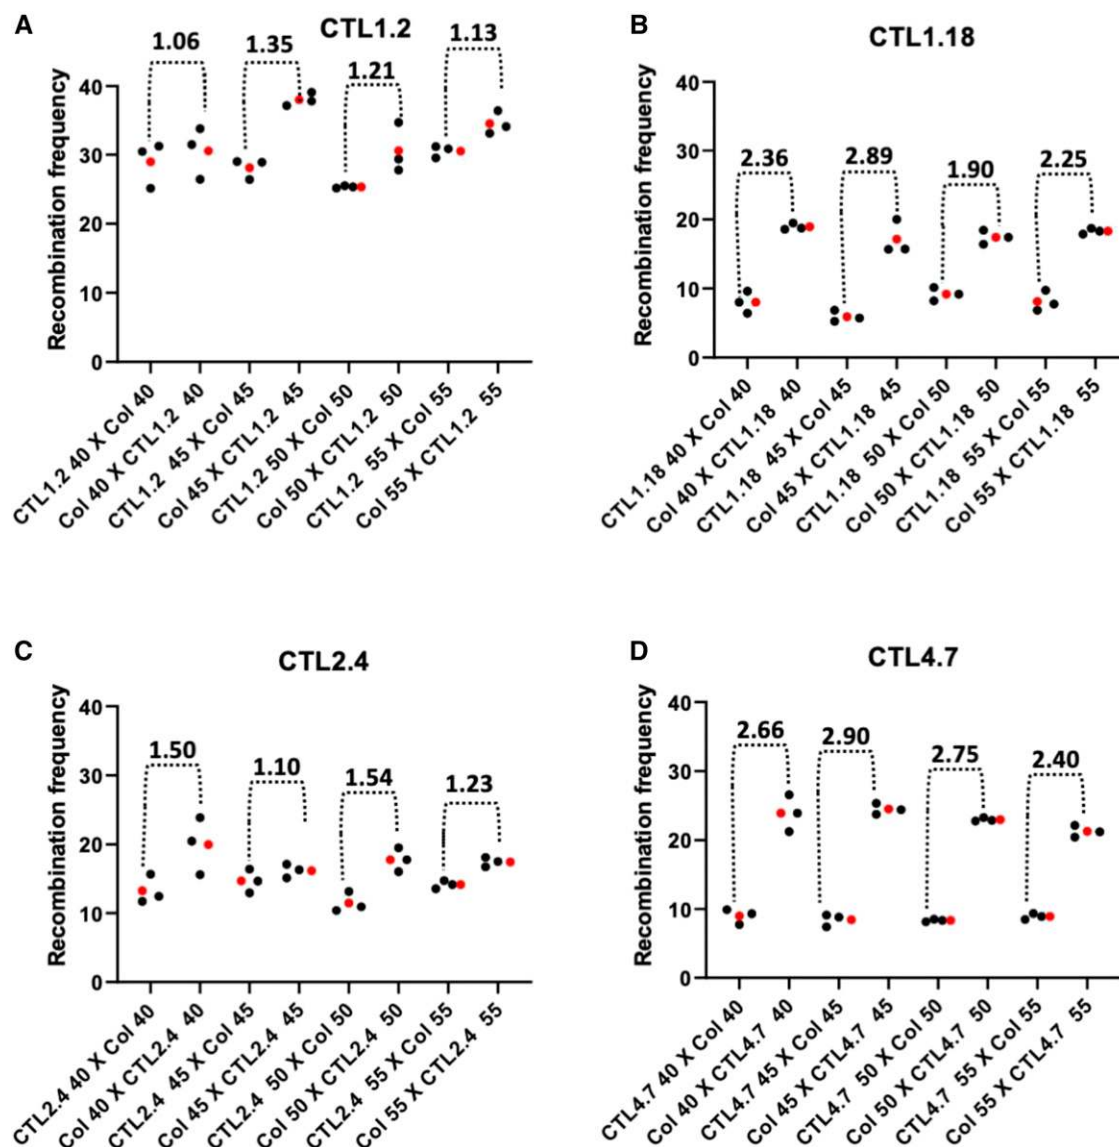 A
CTL1.2
1.06
1.35
1.21
1.13
Recombination frequency
40
30
20
10
0
CTL1.2 40 X Col 40
Col 40 X CTL1.2 40
CTL1.2 45 X Col 45
Col 45 X CTL1.2 45
CTL1.2 50 X Col 50
Col 50 X CTL1.2 50
CTL1.2 55 X Col 55
Col 55 X CTL1.2 55
B
CTL1.18
2.36
2.89
1.90
2.25
Recombination frequency
40
30
20
10
0
CTL1.18 40 X Col 40
Col 40 X CTL1.18 40
CTL1.18 45 X Col 45
Col 45 X CTL1.18 45
CTL1.18 50 X Col 50
Col 50 X CTL1.18 50
CTL1.18 55 X Col 55
Col 55 X CTL1.18 55
C
CTL2.4
1.50
1.10
1.54
1.23
Recombination frequency
40
30
20
10
0
CTL2.4 40 X Col 40
Col 40 X CTL2.4 40
CTL2.4 45 X Col 45
Col 45 X CTL2.4 45
CTL2.4 50 X Col 50
Col 50 X CTL2.4 50
CTL2.4 55 X Col 55
Col 55 X CTL2.4 55
D
CTL4.7
2.66
2.90
2.75
2.40
Recombination frequency
40
30
20
10
0
CTL4.7 40 X Col 40
Col 40 X CTL4.7 40
CTL4.7 45 X Col 45
Col 45 X CTL4.7 45
CTL4.7 50 X Col 50
Col 50 X CTL4.7 50
CTL4.7 55 X Col 55
Col 55 X CTL4.7 55